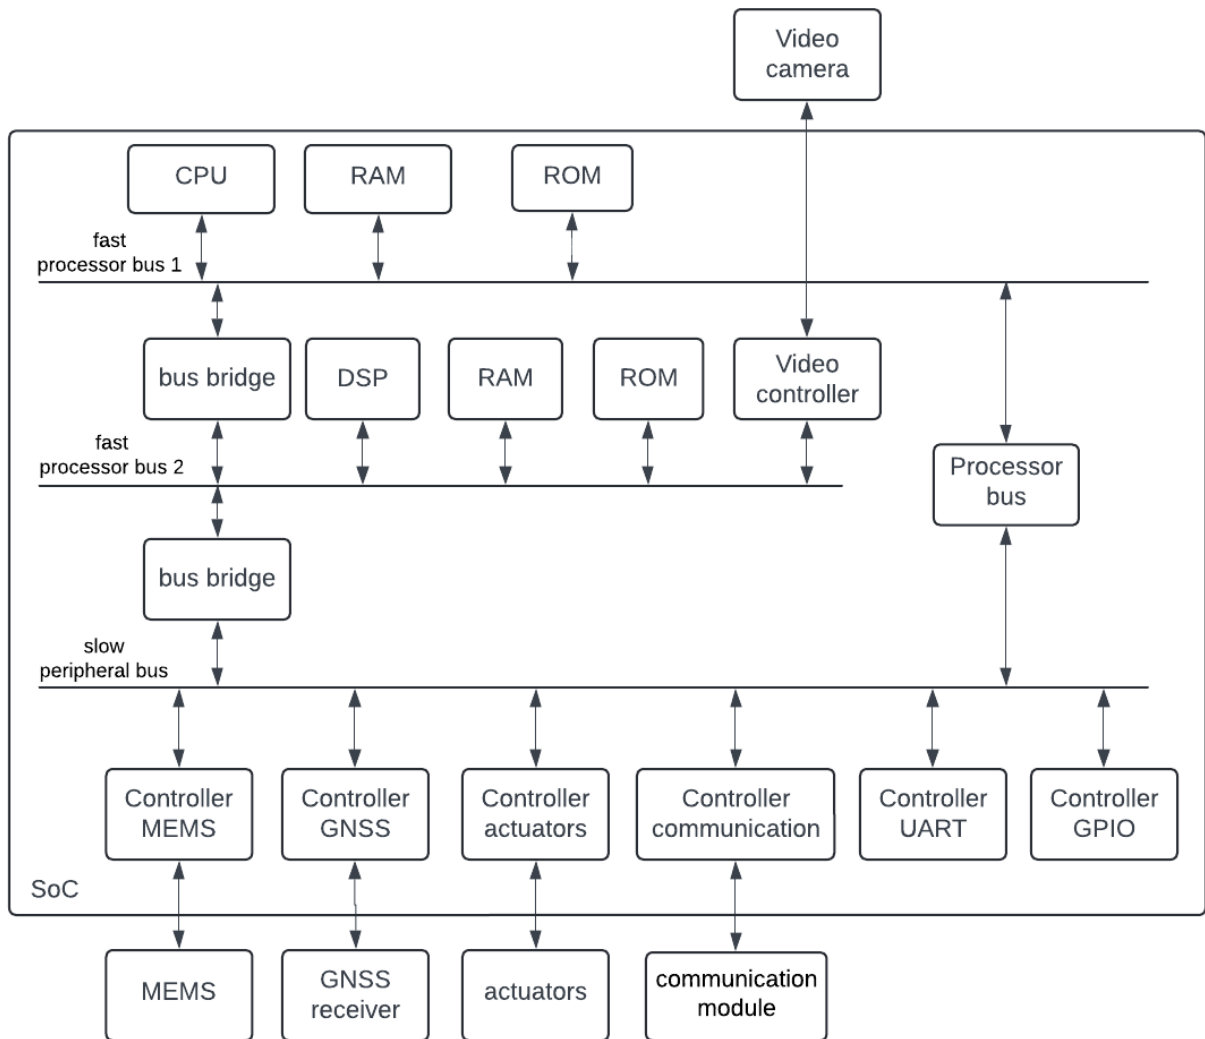 Video
camera
CPU
RAM
ROM
fast
processor bus 1
bus bridge
DSP
RAM
ROM
Video
controller
fast
processor bus 2
Processor
bus
bus bridge
slow
peripheral bus
Controller
MEMS
Controller
GNSS
Controller
actuators
Controller
communication
Controller
UART
Controller
GPIO
SoC
MEMS
GNSS
receiver
actuators
communication
module